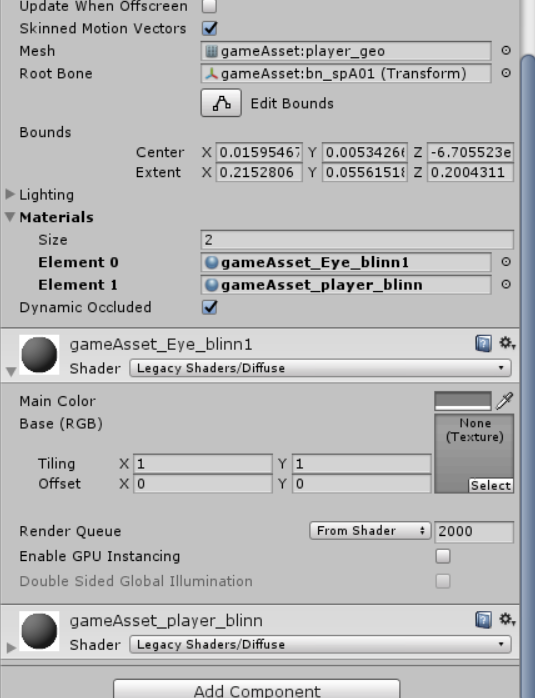 Update When Offscreen
Skinned Motion Vectors
Mesh gameAsset:player_geo
Root Bone gameAsset:bn_spA01 (Transform)
Edit Bounds
Bounds
Center X 0.01595467 Y 0.0053426 Z -6.705523e
Extent X 0.2152806 Y 0.0556151 Z 0.2004311
Lighting
Materials
Size 2
Element 0 gameAsset_Eye_blinn1
Element 1 gameAsset_player_blinn
Dynamic Occluded
gameAsset_Eye_blinn1
Shader Legacy Shaders/Diffuse
Main Color
Base (RGB)
None
(Texture)
Tiling X 1 Y 1
Offset X 0 Y 0
Select
Render Queue From Shader 2000
Enable GPU Instancing
Double Sided Global Illumination
gameAsset_player_blinn
Shader Legacy Shaders/Diffuse
Add Component